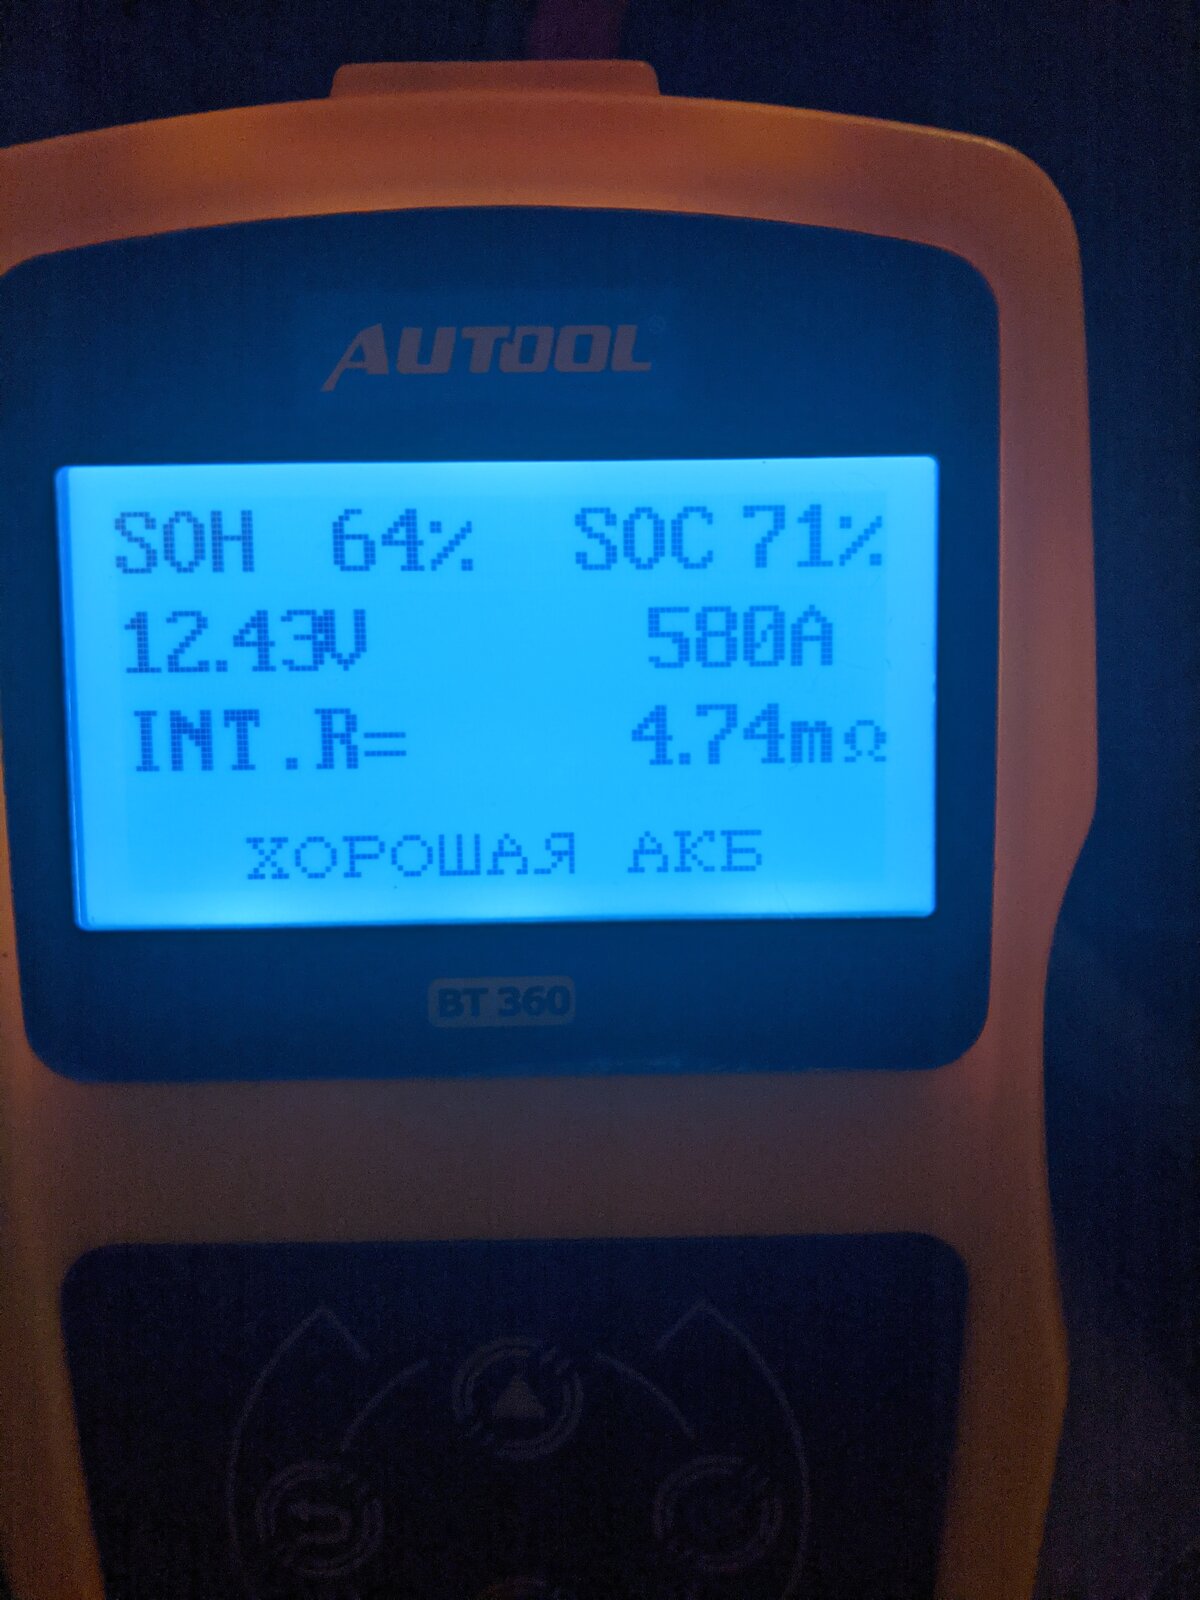 AUTOOL
SOH 64% SOC 71%
12.43V 580A
INT.R= 4.74mΩ
ХОРОШАЯ АКБ
BT 360